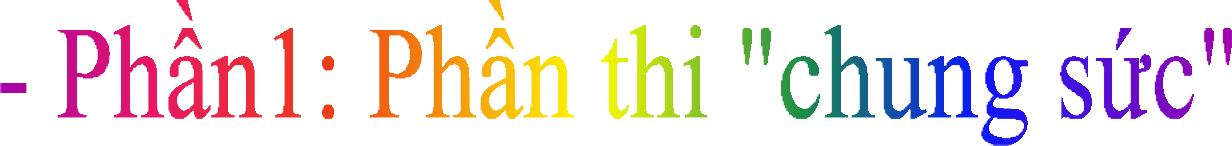 - Phần1: Phần thi "chung sức"